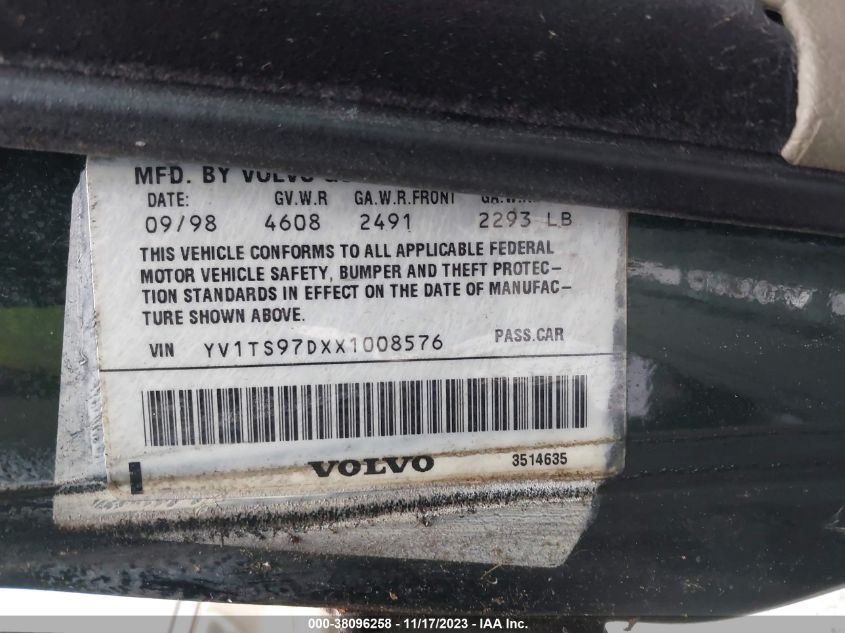 MFD. BY VOLVO
DATE: GV.W.R GA.W.R.FRONT
09/98 4608 2491 2293 LB
THIS VEHICLE CONFORMS TO ALL APPLICABLE FEDERAL
MOTOR VEHICLE SAFETY, BUMPER AND THEFT PROTEC-
TION STANDARDS IN EFFECT ON THE DATE OF MANUFAC-
TURE SHOWN ABOVE.
VIN YV1TS97DXX1008576 PASS.CAR
VOLVO 3514635
000-38096258 - 11/17/2023 - IAA Inc.